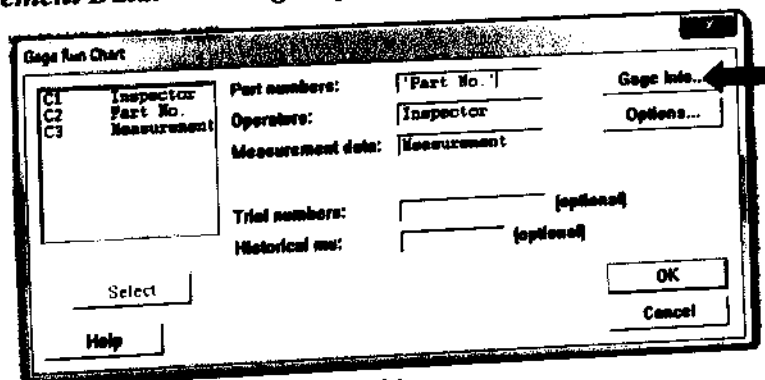 Gage Run Chart
C1 Inspector
C2 Part No.
C3 Measurement
Part numbers: 'Part No.'
Operators: Inspector
Measurement data: Measurement
Trial numbers: (optional)
Historical mu: (optional)
Gage Info...
Options...
Select
Help
OK
Cancel